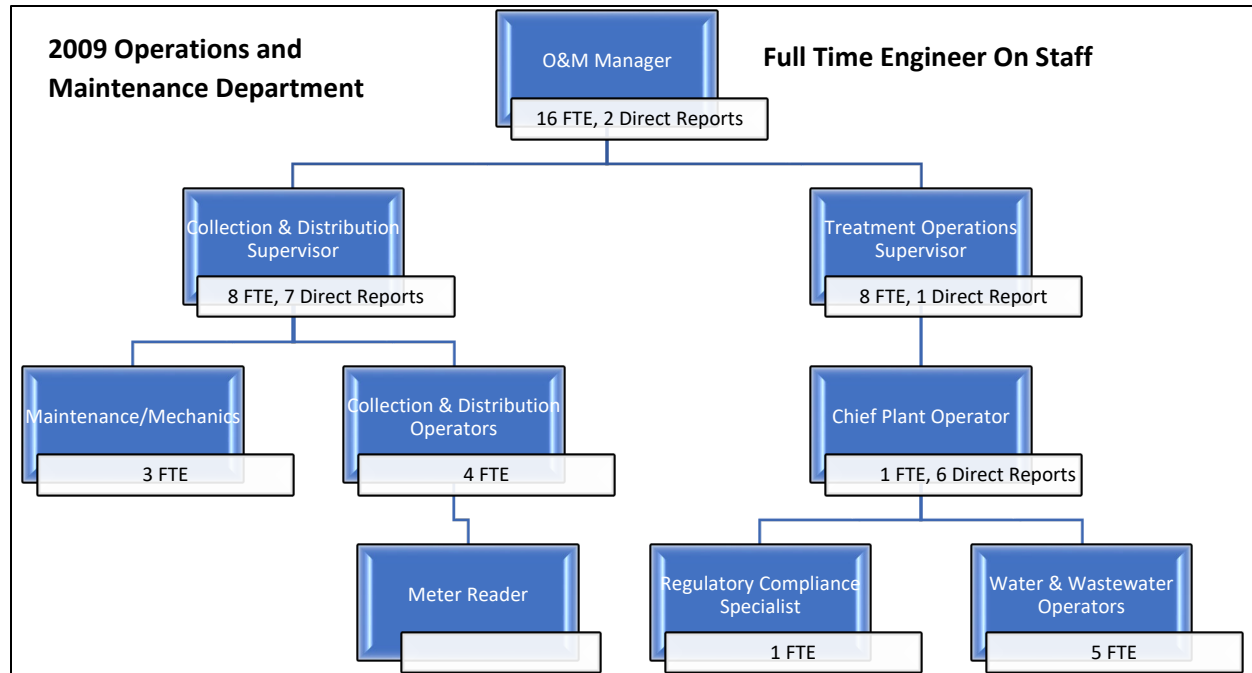 2009 Operations and
Maintenance Department
O&M Manager
Full Time Engineer On Staff
16 FTE, 2 Direct Reports
Collection & Distribution
Supervisor
8 FTE, 7 Direct Reports
Treatment Operations
Supervisor
8 FTE, 1 Direct Report
Maintenance/Mechanics
3 FTE
Collection & Distribution
Operators
4 FTE
Chief Plant Operator
1 FTE, 6 Direct Reports
Meter Reader
Regulatory Compliance
Specialist
1 FTE
Water & Wastewater
Operators
5 FTE